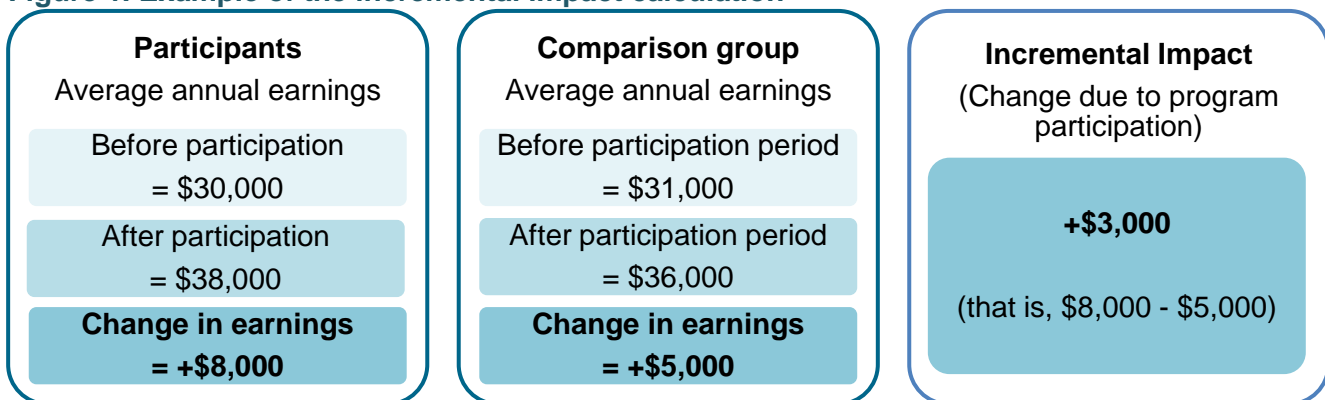 Participants
Average annual earnings
Before participation
= $30,000
After participation
= $38,000
Change in earnings
= +$8,000
Comparison group
Average annual earnings
Before participation period
= $31,000
After participation period
= $36,000
Change in earnings
= +$5,000
Incremental Impact
(Change due to program
participation)
+$3,000
(that is, $8,000 - $5,000)